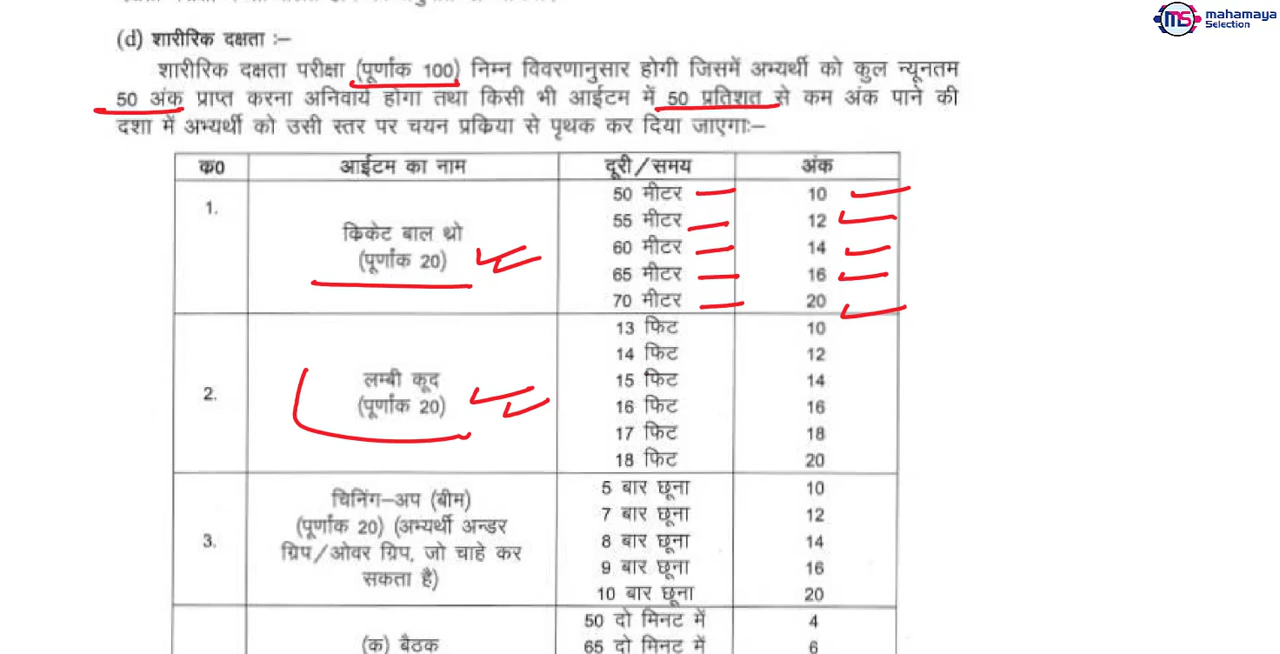 mahamaya
Selection
(d) शारीरिक दक्षता :–
शारीरिक दक्षता परीक्षा (पूर्णांक 100) निम्न विवरणानुसार होगी जिसमें अभ्यर्थी को कुल न्यूनतम
50 अंक प्राप्त करना अनिवार्य होगा तथा किसी भी आईटम में 50 प्रतिशत से कम अंक पाने की
दशा में अभ्यर्थी को उसी स्तर पर चयन प्रकिया से पृथक कर दिया जाएगाः–
क0 आईटम का नाम दूरी/समय अंक
1. क्रिकेट बाल थ्रो (पूर्णांक 20) 50 मीटर 10
55 मीटर 12
60 मीटर 14
65 मीटर 16
70 मीटर 20
2. लम्बी कूद (पूर्णांक 20) 13 फिट 10
14 फिट 12
15 फिट 14
16 फिट 16
17 फिट 18
18 फिट 20
3. चिनिंग–अप (बीम) (पूर्णांक 20) (अभ्यर्थी अन्डर ग्रिप/ओवर ग्रिप, जो चाहे कर सकता है) 5 बार छूना 10
7 बार छूना 12
8 बार छूना 14
9 बार छूना 16
10 बार छूना 20
(क) बैठक 50 दो मिनट में 4
65 दो मिनट में 6